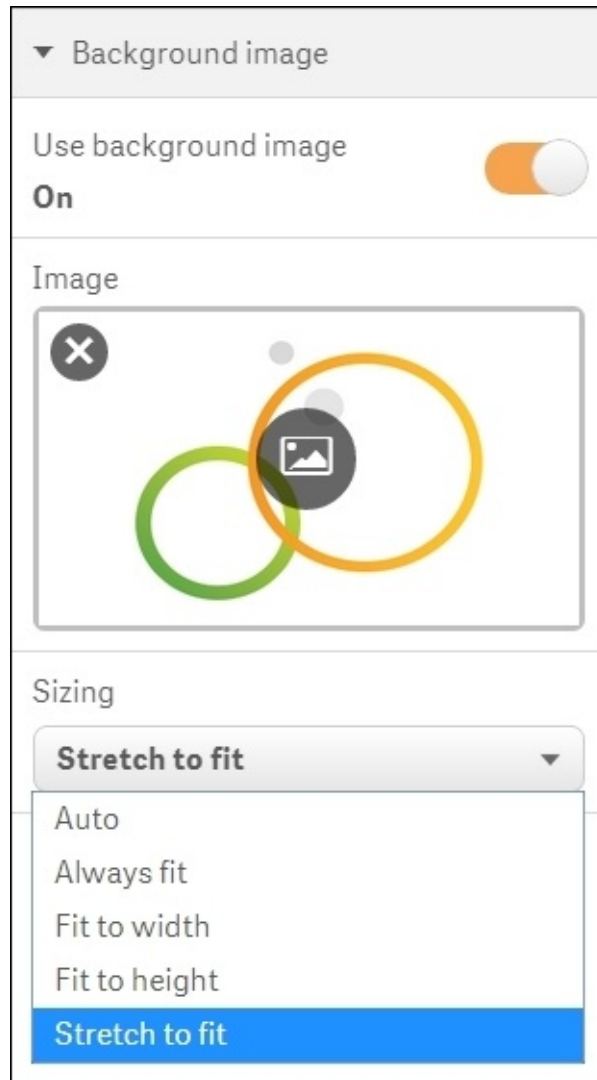 Background image
Use background image
On
Image
Sizing
Stretch to fit
Auto
Always fit
Fit to width
Fit to height
Stretch to fit